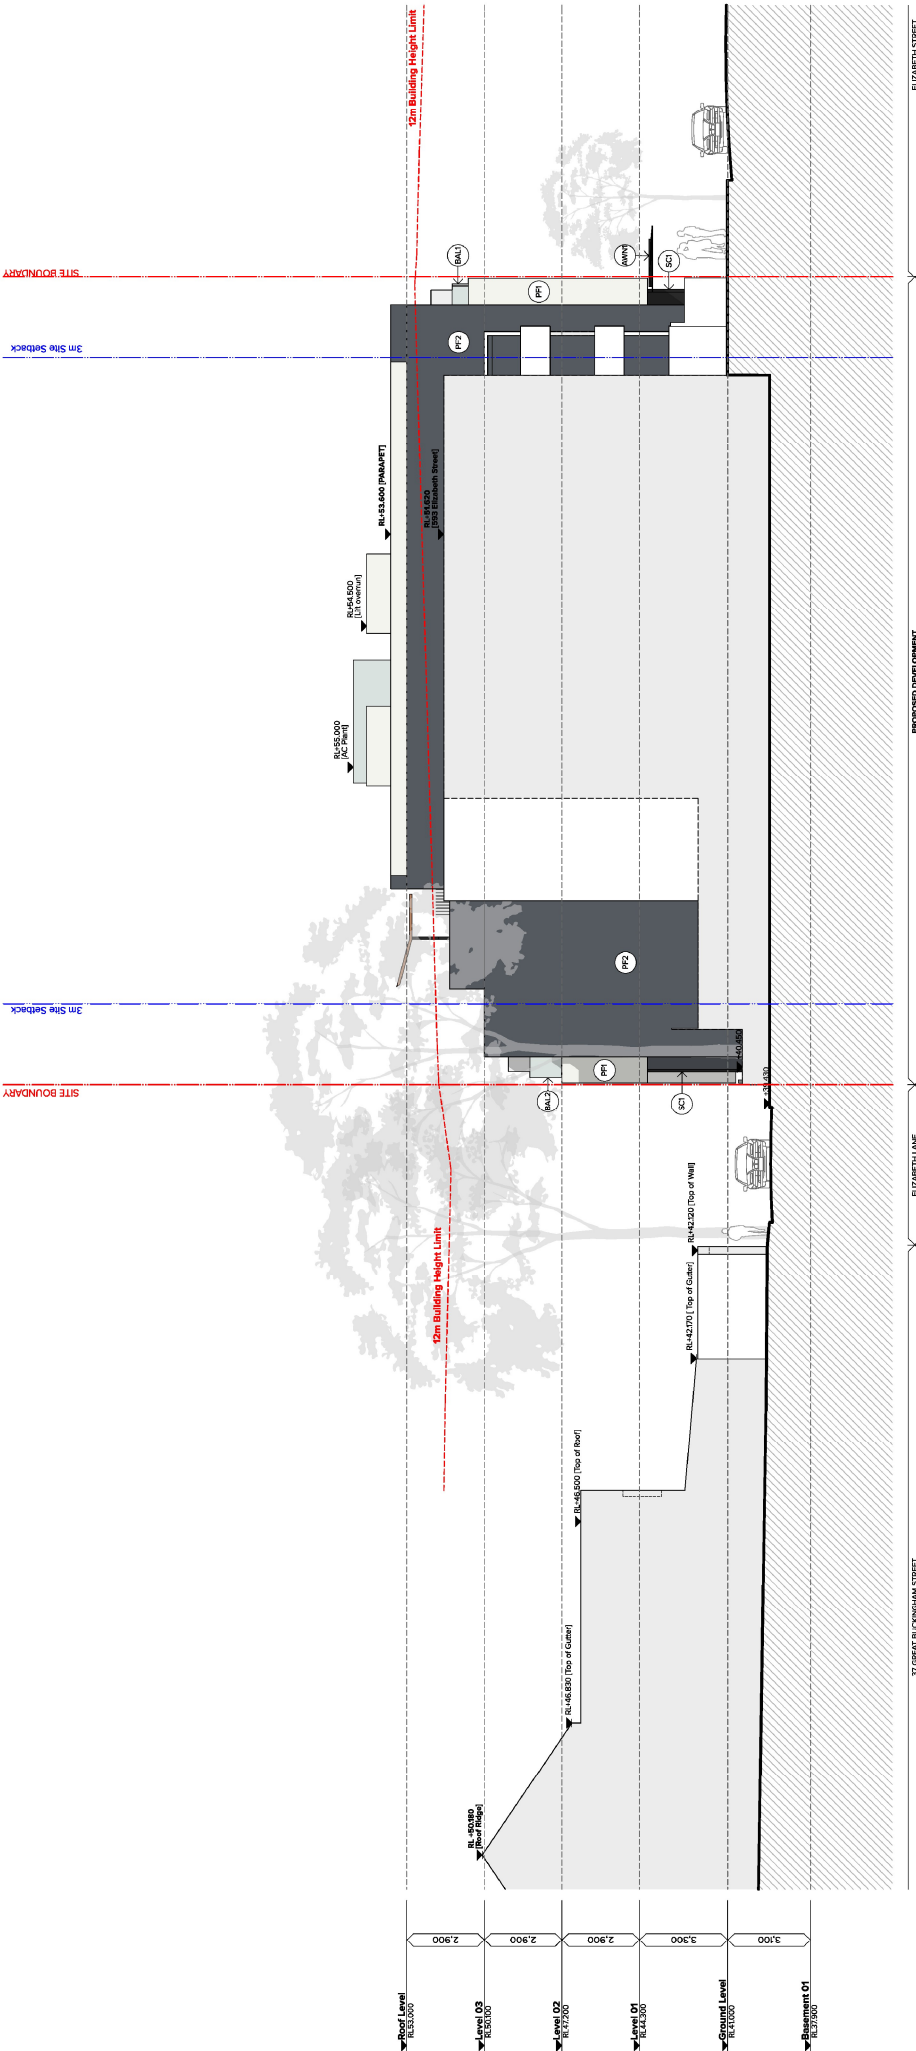 Roof Level
RL53.000
Level 03
RL50.100
Level 02
RL47.200
Level 01
RL44.300
Ground Level
RL41.000
Basement 01
RL37.900
2,900
2,900
2,900
3,300
3,100
RL +50.180
[Roof Ridge]
RL+46.830 [Top of Gutter]
RL+46.500 [Top of Roof]
RL+42.170 [ Top of Gutter]
RL+42.120 [Top of Wall]
12m Building Height Limit
SITE BOUNDARY
3m Site Setback
BAL2
PF1
SC1
+40.450
PF2
RL+55.000
[AC Plant]
RL+54.500
[Lift overrun]
RL+53.600 [PARAPET]
RL+51.620
[593 Elizabeth Street]
3m Site Setback
SITE BOUNDARY
PF2
BAL1
PF1
AWN1
SC1
12m Building Height Limit
37 GREAT BUCKINGHAM STREET
ELIZABETH LANE
PROPOSED DEVELOPMENT
ELIZABETH STREET